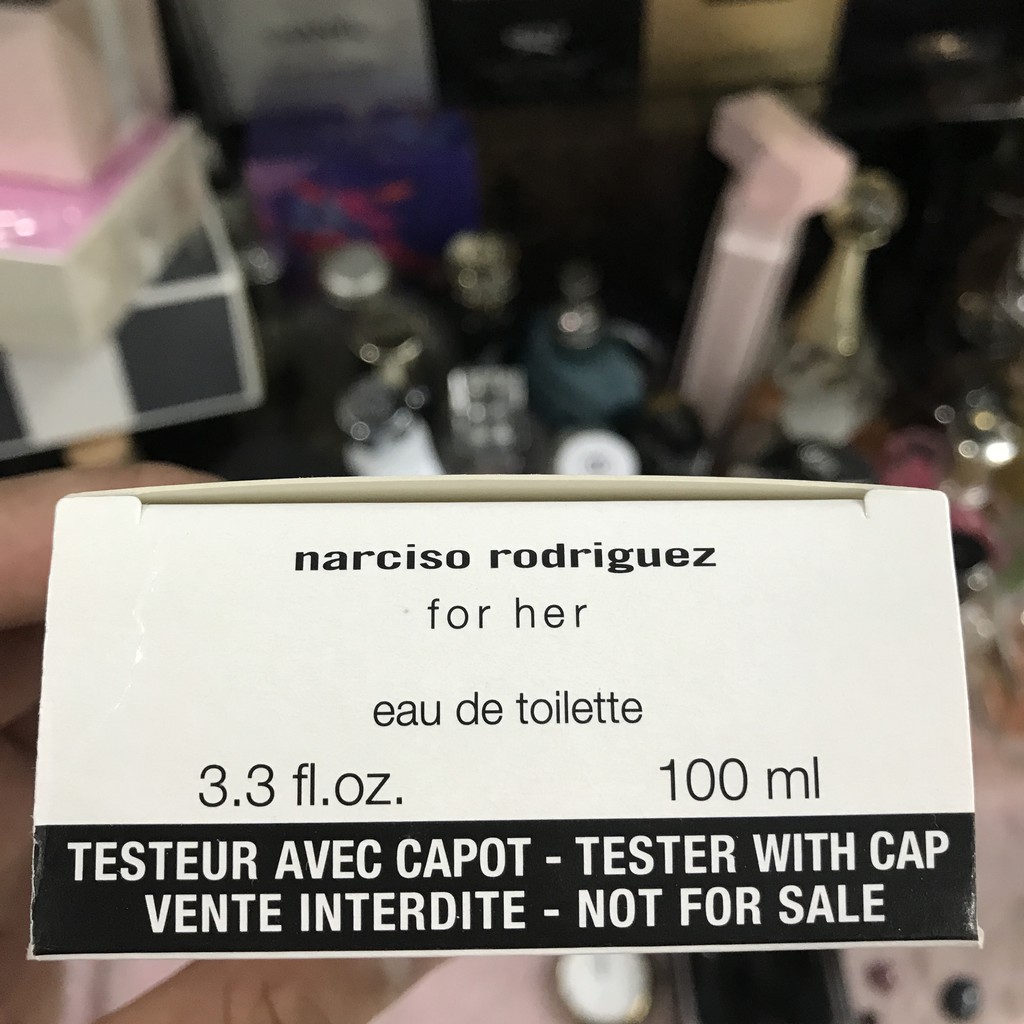 narciso rodriguez
for her
eau de toilette
3.3 fl.oz. 100 ml
TESTEUR AVEC CAPOT - TESTER WITH CAP
VENTE INTERDITE - NOT FOR SALE